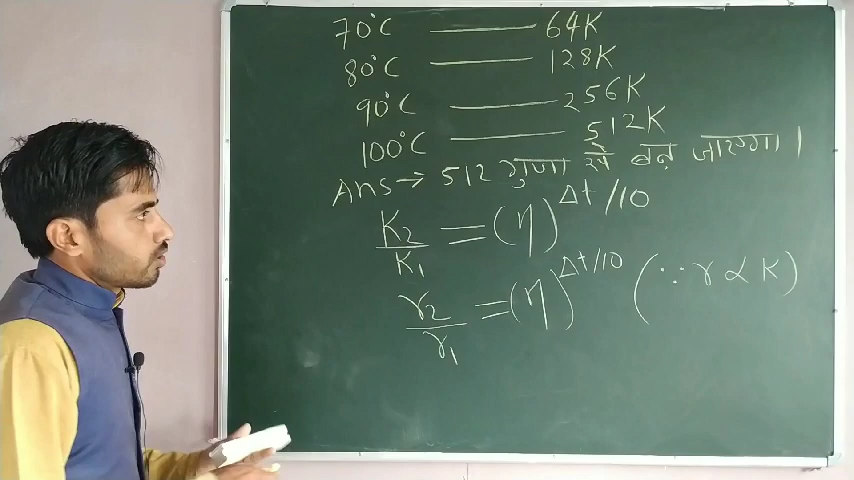 70°C —— 64K
80°C —— 128K
90°C —— 256K
100°C —— 512K
Ans → 512 गुणा से बन जाएगा।
K₂/K₁ = (η)^Δt/10
r₂/r₁ = (η)^Δt/10 (∵ r ∝ K)